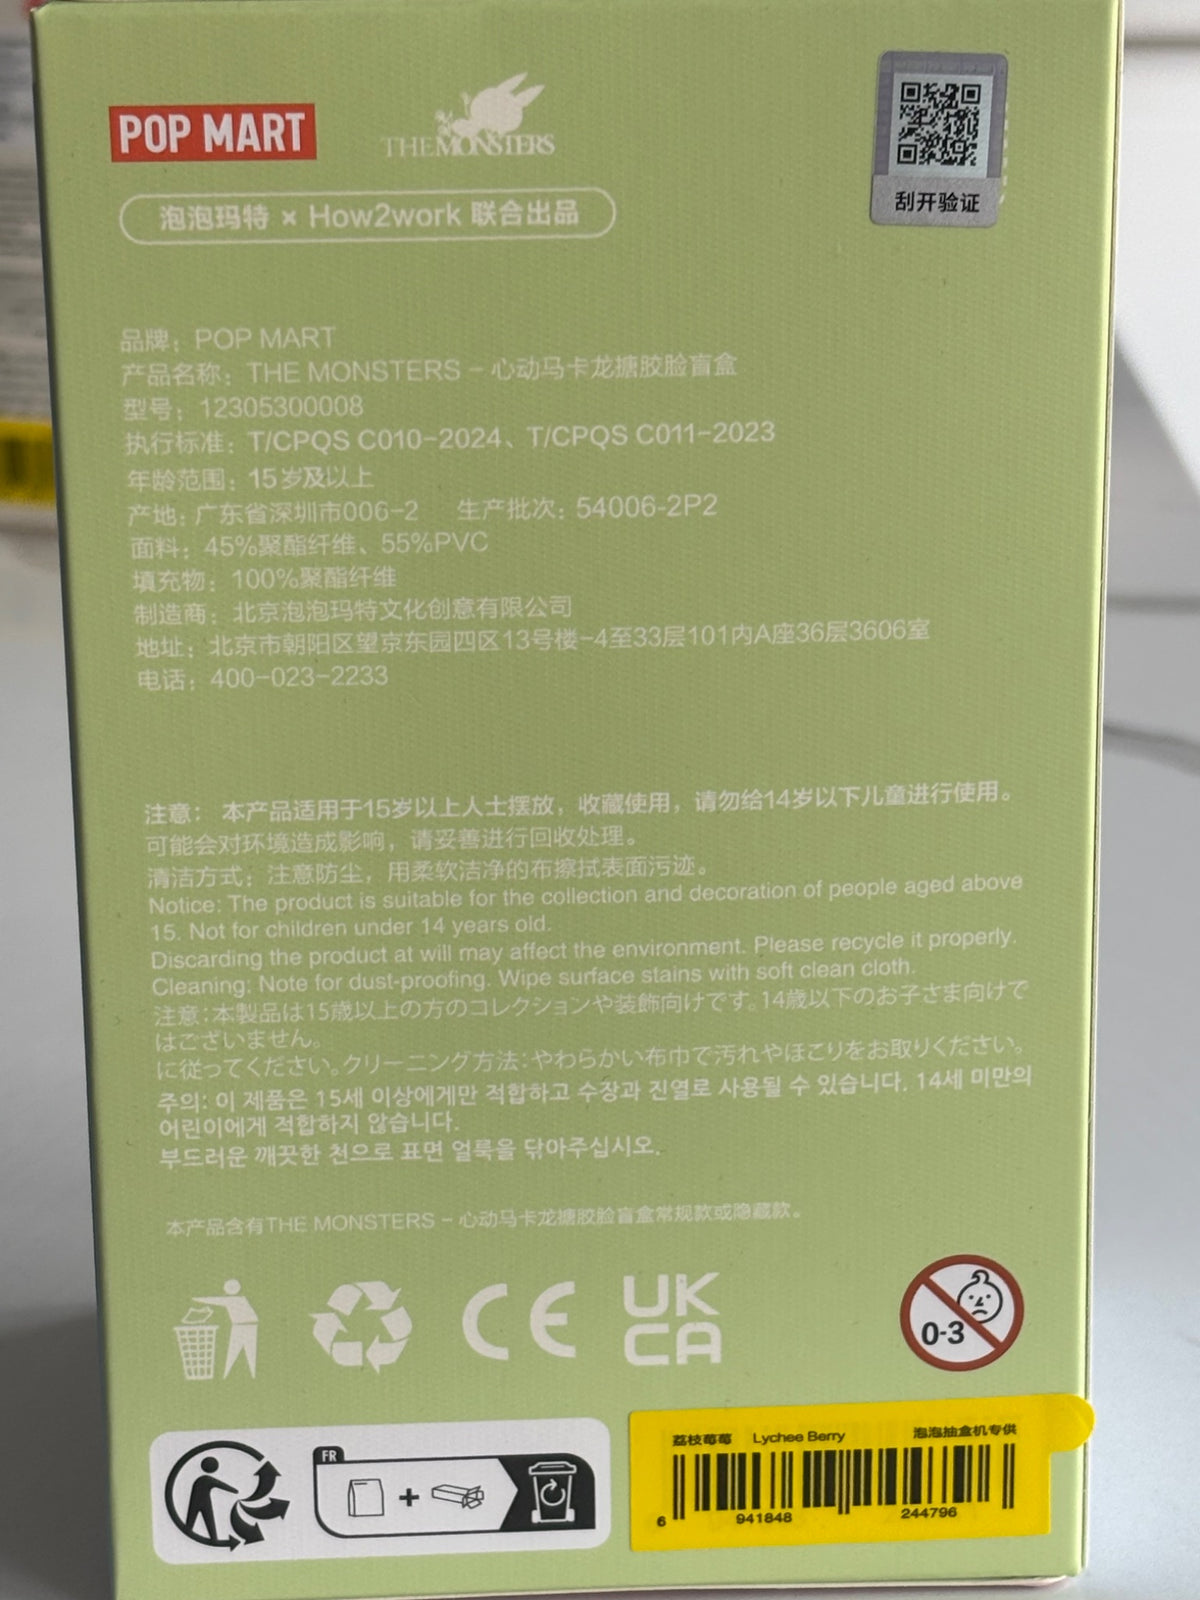 POP MART
THE MONSTERS
刮开验证
泡泡玛特 × How2work 联合出品
品牌：POP MART
产品名称：THE MONSTERS – 心动马卡龙搪胶脸盲盒
型号：12305300008
执行标准：T/CPQS C010–2024、T/CPQS C011–2023
年龄范围：15岁及以上
产地：广东省深圳市006–2 生产批次：54006-2P2
面料：45%聚酯纤维、55%PVC
填充物：100%聚酯纤维
制造商：北京泡泡玛特文化创意有限公司
地址：北京市朝阳区望京东园四区13号楼–4至33层101内A座36层3606室
电话：400–023–2233
注意：本产品适用于15岁以上人士摆放，收藏使用，请勿给14岁以下儿童进行使用。
可能会对环境造成影响，请妥善进行回收处理。
清洁方式：注意防尘，用柔软洁净的布擦拭表面污迹。
Notice: The product is suitable for the collection and decoration of people aged above
15. Not for children under 14 years old.
Discarding the product at will may affect the environment. Please recycle it properly.
Cleaning: Note for dust-proofing. Wipe surface stains with soft clean cloth.
注意：本製品は15歳以上の方のコレクションや装飾向けです。14歳以下のお子さま向けで
はございません。
に従ってください。クリーニング方法：やわらかい布巾で汚れやほこりをお取りください。
주의: 이 제품은 15세 이상에게만 적합하고 수장과 진열로 사용될 수 있습니다. 14세 미만의
어린이에게 적합하지 않습니다.
부드러운 깨끗한 천으로 표면 얼룩을 닦아주십시오.
本产品含有THE MONSTERS – 心动马卡龙搪胶脸盲盒常规款或隐藏款。
CE
UK
CA
0-3
FR
+
荔枝莓莓 Lychee Berry 泡泡抽盒机专供
6 941848 244796